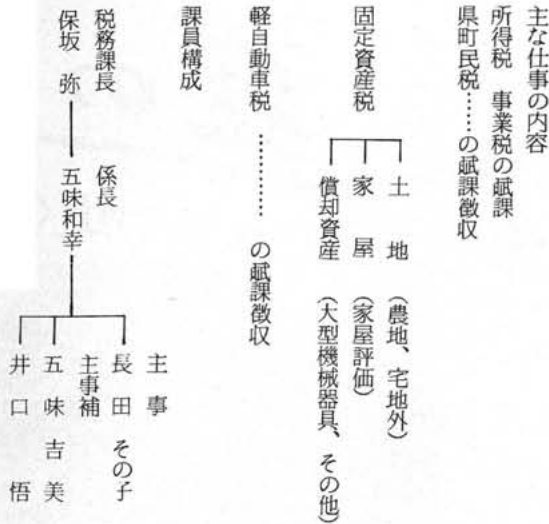 主な仕事の内容
所得税　事業税の賦課
県町民税……の賦課徴収
固定資産税
土　地　（農地、宅地外）
家　屋　（家屋評価）
償却資産　（大型機械器具、その他）
軽自動車税　………　の賦課徴収
課員構成
税務課長
保坂　弥
係長
五味和幸
主　事
長　田　その子
主事補
五　味　吉　美
井　口　　悟